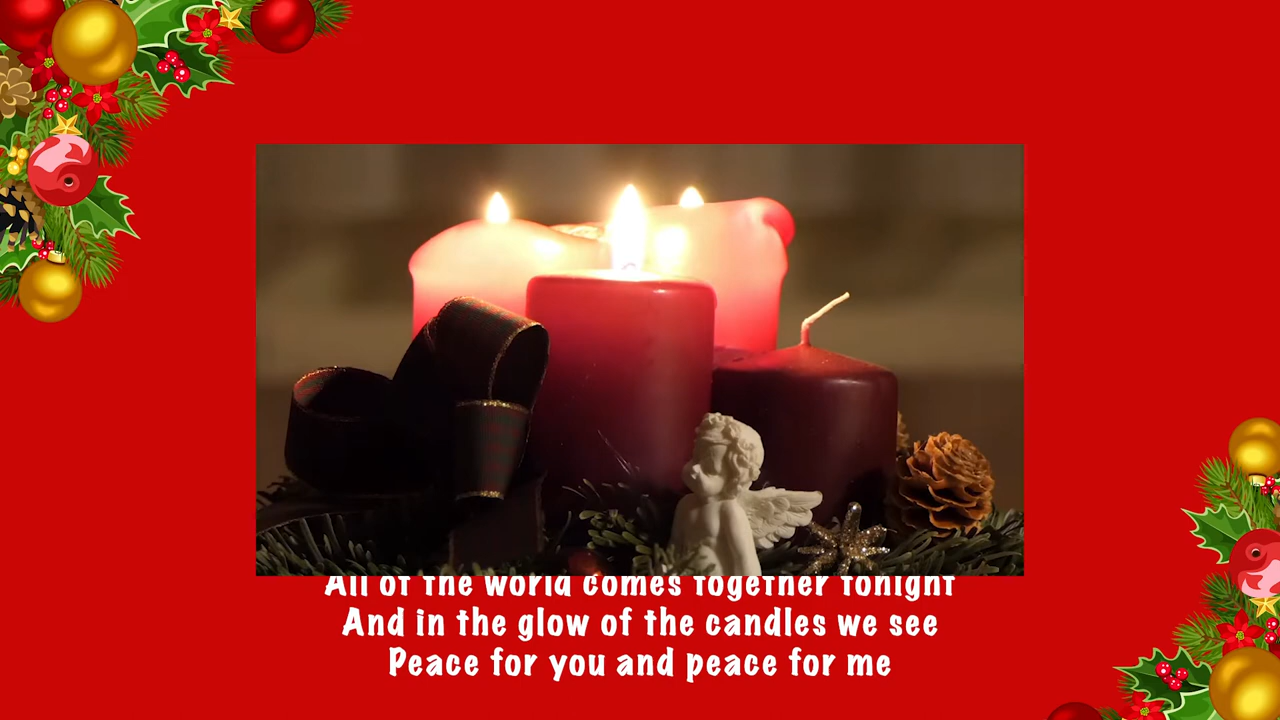 All of the world comes together tonight
And in the glow of the candles we see
Peace for you and peace for me